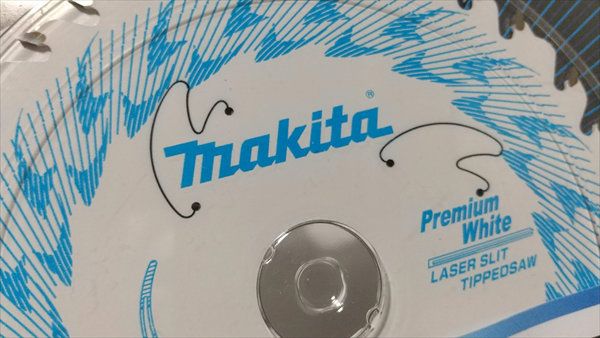 makita®
Premium
White
LASER SLIT
TIPPEDSAW